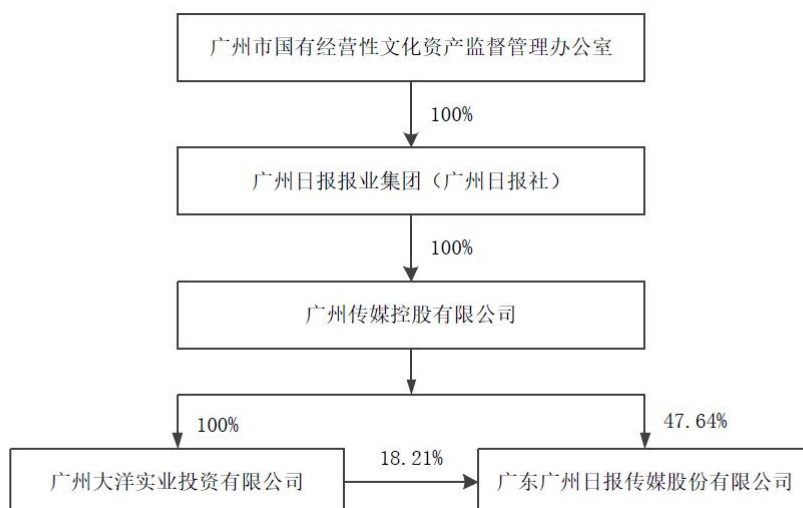 广州市国有经营性文化资产监督管理办公室
100%
广州日报报业集团（广州日报社）
100%
广州传媒控股有限公司
100%
47.64%
广州大洋实业投资有限公司
18.21%
广东广州日报传媒股份有限公司